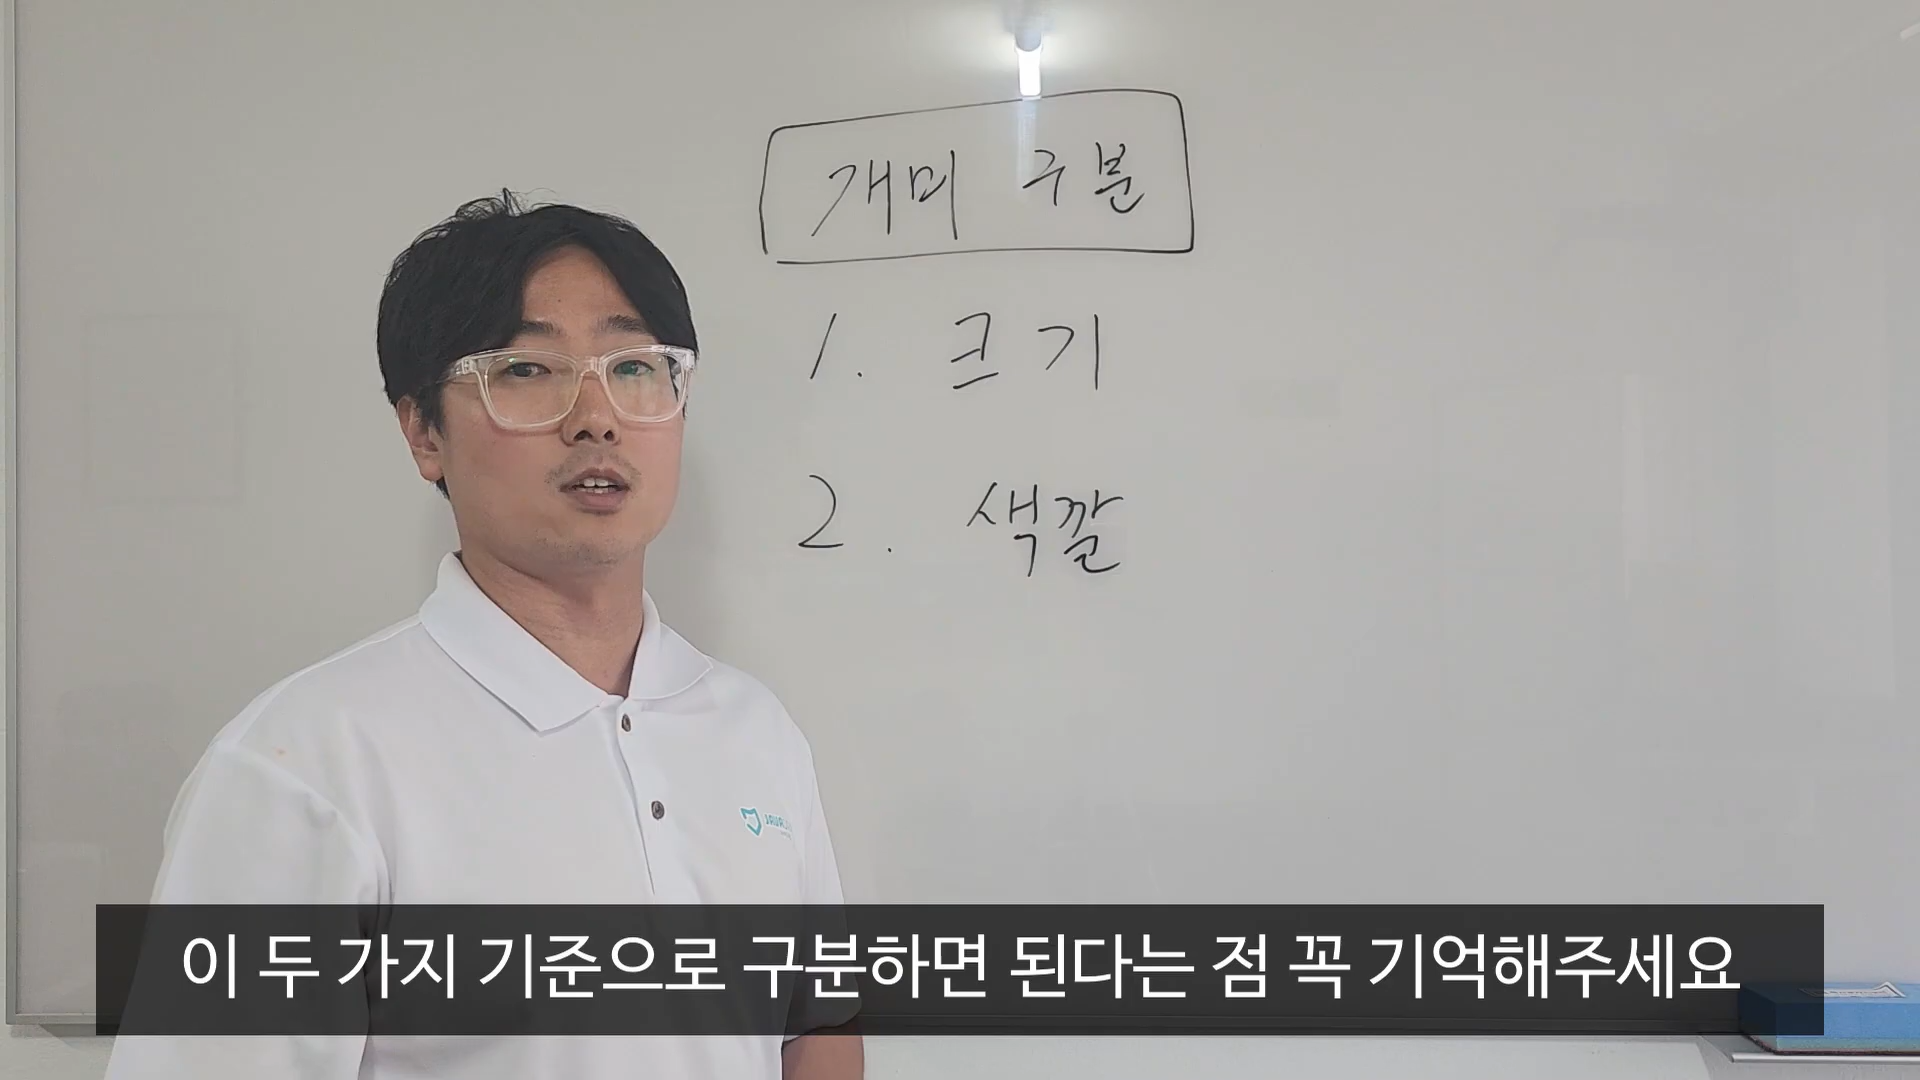 개미 구분
1. 크기
2. 색깔
이 두 가지 기준으로 구분하면 된다는 점 꼭 기억해주세요